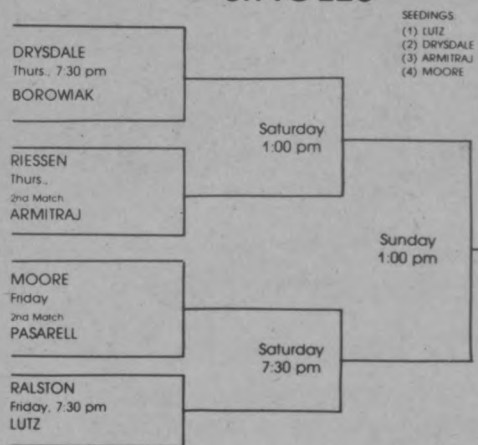 SEEDINGS
(1) LUTZ
(2) DRYSDALE
(3) ARMITRAJ
(4) MOORE
DRYSDALE
Thurs., 7:30 pm
BOROWIAK
Saturday
1:00 pm
RIESSEN
Thurs.,
2nd Match
ARMITRAJ
Sunday
1:00 pm
MOORE
Friday
2nd Match
PASARELL
Saturday
7:30 pm
RALSTON
Friday, 7:30 pm
LUTZ